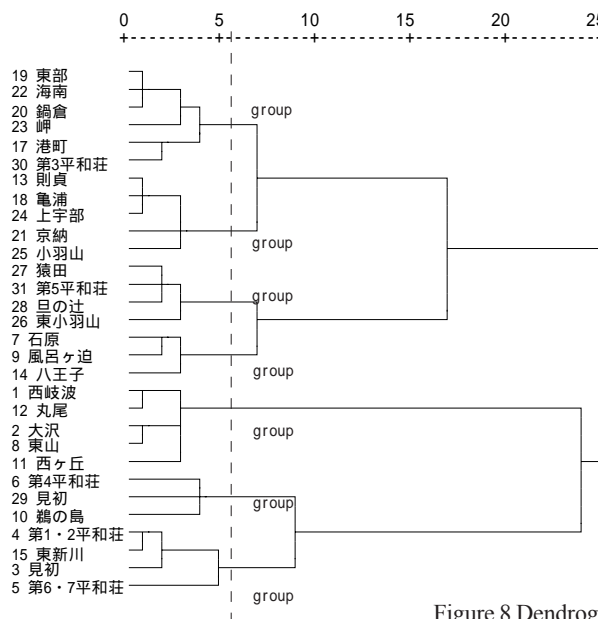 0 5 10 15 20 25
19 東部
22 海南
group
20 鍋倉
23 岬
17 港町
30 第3平和荘
13 則貞
18 亀浦
24 上宇部
21 京納
group
25 小羽山
27 猿田
31 第5平和荘
group
28 旦の辻
26 東小羽山
7 石原
9 風呂ヶ迫
group
14 八王子
1 西岐波
12 丸尾
2 大沢
group
8 東山
11 西ヶ丘
6 第4平和荘
29 見初
group
10 鵜の島
4 第1・2平和荘
15 東新川
3 見初
5 第6・7平和荘
group
Figure 8 Dendrog